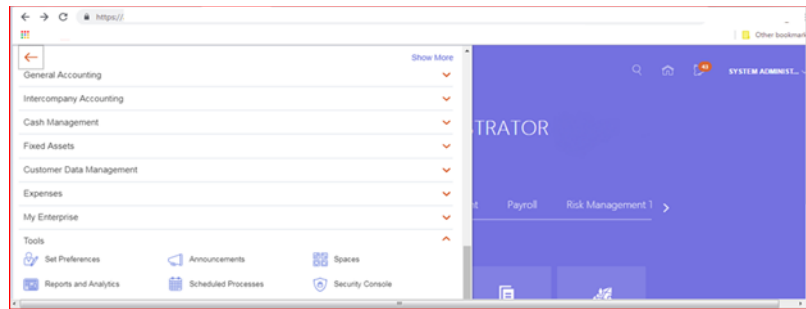 https://
Other bookmark
Show More
General Accounting
Intercompany Accounting
Cash Management
Fixed Assets
Customer Data Management
Expenses
My Enterprise
Tools
Set Preferences Announcements Spaces
Reports and Analytics Scheduled Processes Security Console
43 SYSTEM ADMINIST...
STRATOR
nt Payroll Risk Management 1